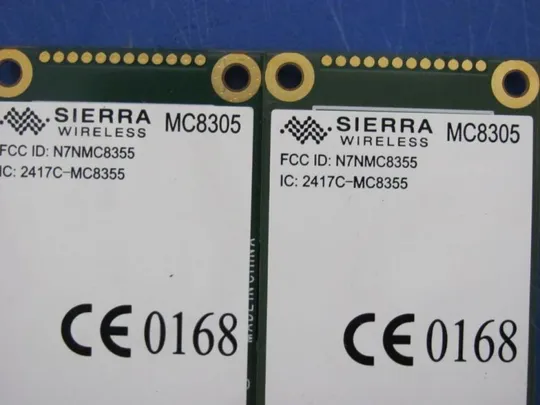 SIERRA
WIRELESS
MC8305
FCC ID: N7NMC8355
IC: 2417C-MC8355
CE 0168
MADE IN CHINA
SIERRA
WIRELESS
MC8305
FCC ID: N7NMC8355
IC: 2417C-MC8355
CE 0168